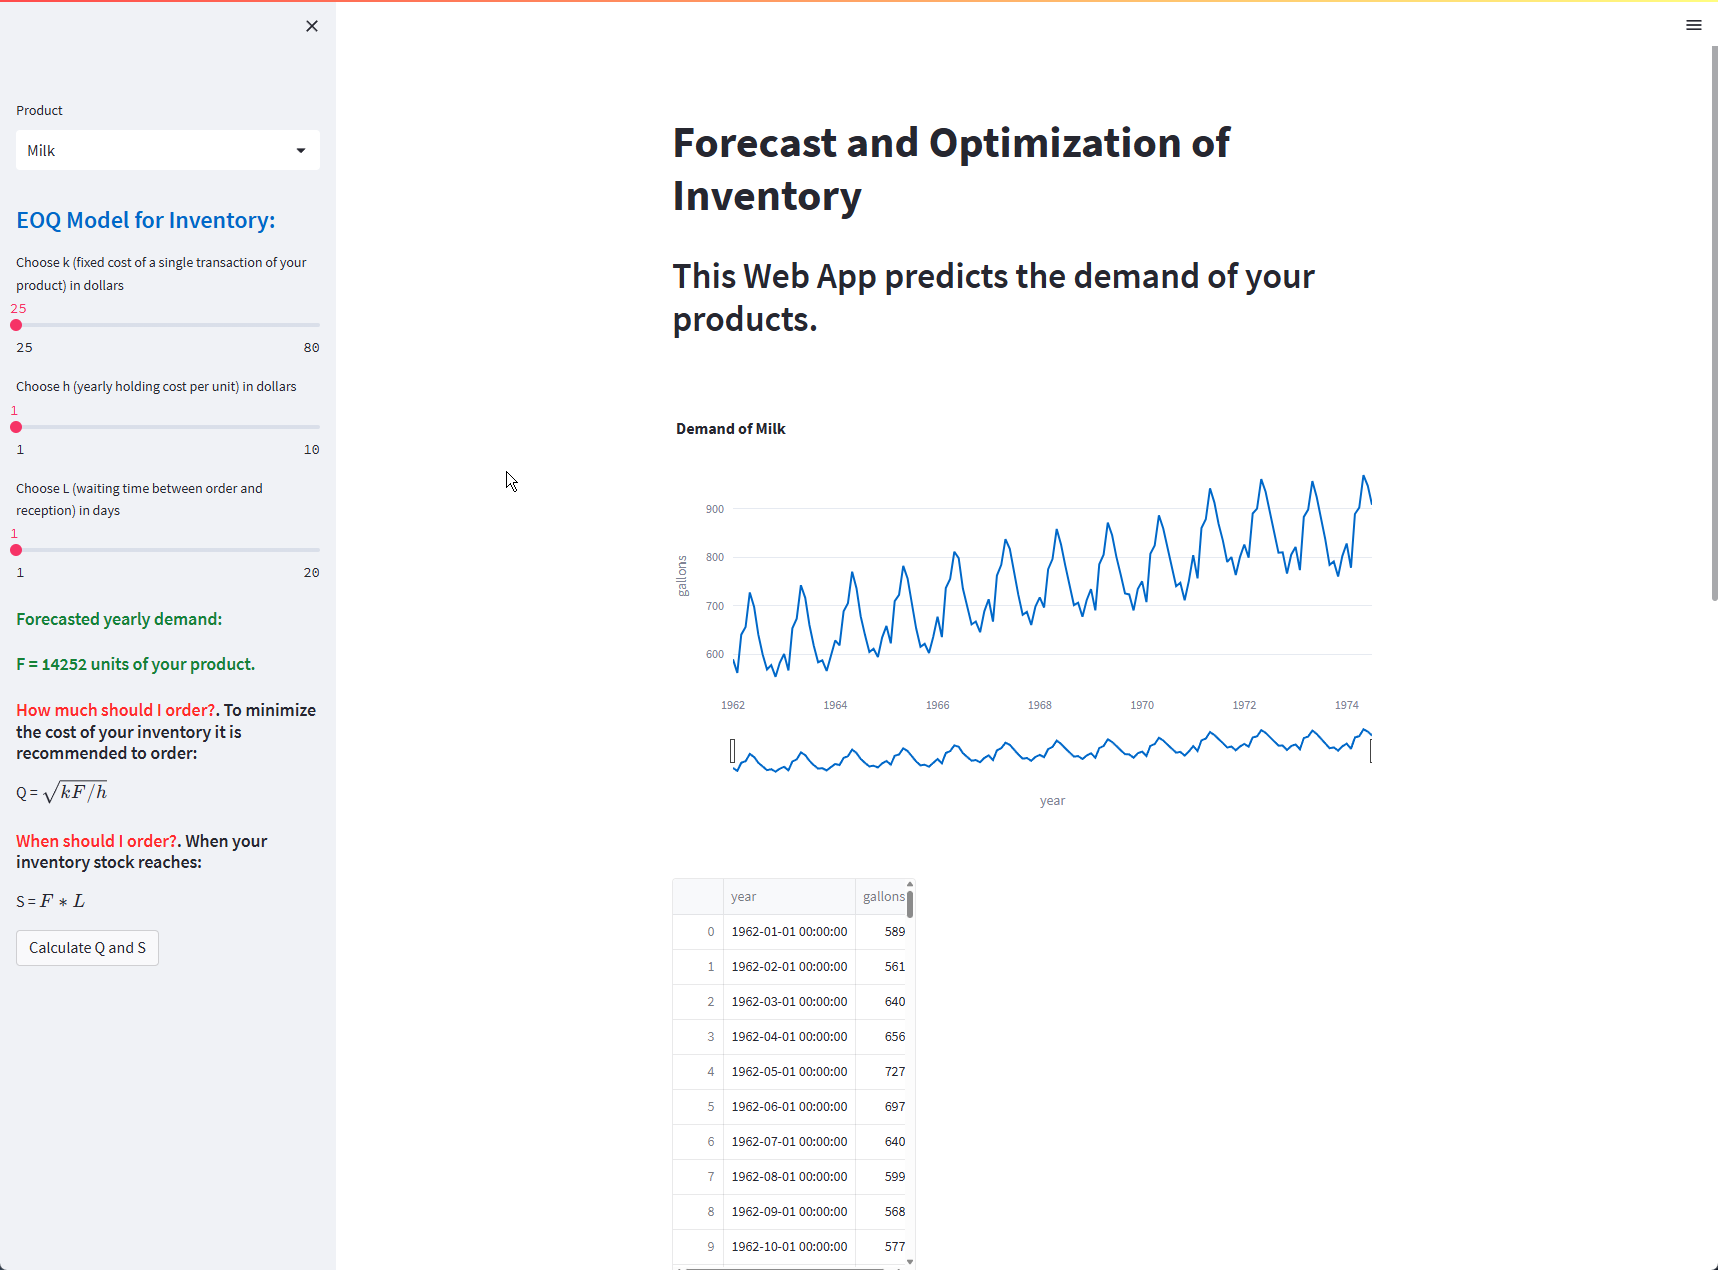 Product
Milk
EOQ Model for Inventory:
Choose k (fixed cost of a single transaction of your
product) in dollars
25
25 80
Choose h (yearly holding cost per unit) in dollars
1
1 10
Choose L (waiting time between order and
reception) in days
1
1 20
Forecasted yearly demand:
F = 14252 units of your product.
How much should I order?. To minimize
the cost of your inventory it is
recommended to order:
Q = √kF/h
When should I order?. When your
inventory stock reaches:
S = F ∗ L
Calculate Q and S
Forecast and Optimization of
Inventory
This Web App predicts the demand of your
products.
Demand of Milk
gallons
900
800
700
600
1962 1964 1966 1968 1970 1972 1974
year
year gallons
0 1962-01-01 00:00:00 589
1 1962-02-01 00:00:00 561
2 1962-03-01 00:00:00 640
3 1962-04-01 00:00:00 656
4 1962-05-01 00:00:00 727
5 1962-06-01 00:00:00 697
6 1962-07-01 00:00:00 640
7 1962-08-01 00:00:00 599
8 1962-09-01 00:00:00 568
9 1962-10-01 00:00:00 577